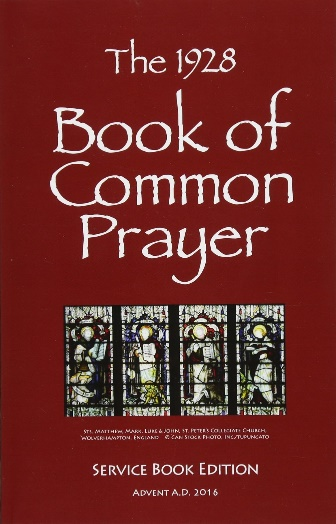 The 1928
Book of
Common
Prayer
Sts. Matthew, Mark, Luke & John, St. Peter's Collegiate Church,
Wolverhampton, England © Can Stock Photo, Inc/tupungato
Service Book Edition
Advent A.D. 2016